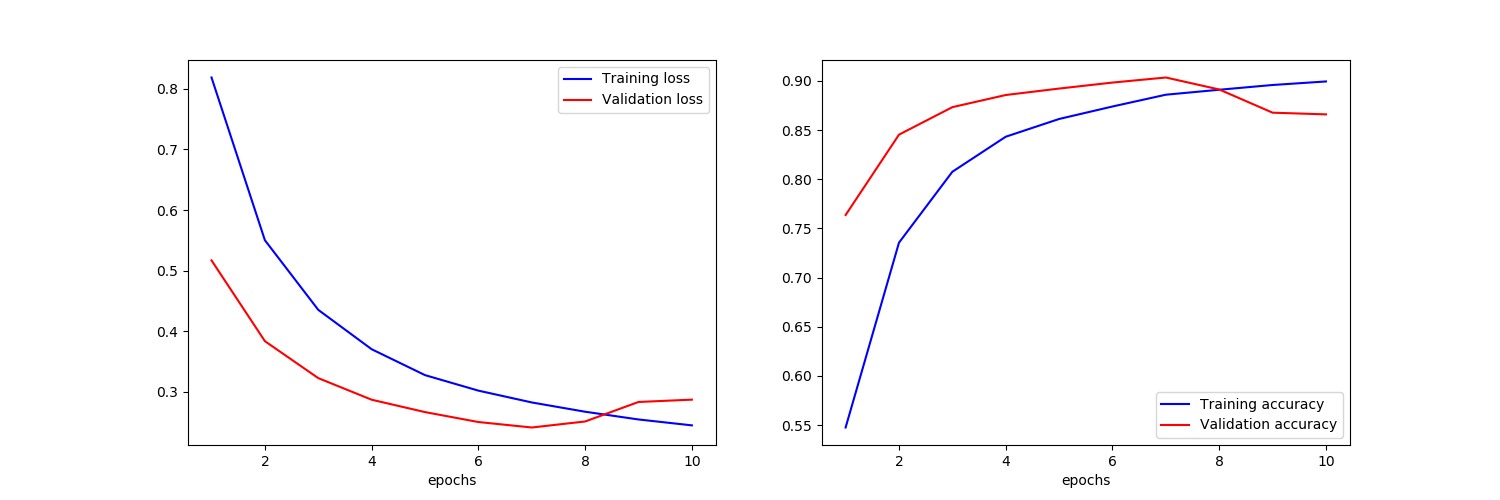 Training loss
Validation loss
0.8
0.7
0.6
0.5
0.4
0.3
2 4 6 8 10
epochs
0.90
0.85
0.80
0.75
0.70
0.65
0.60
0.55
Training accuracy
Validation accuracy
2 4 6 8 10
epochs